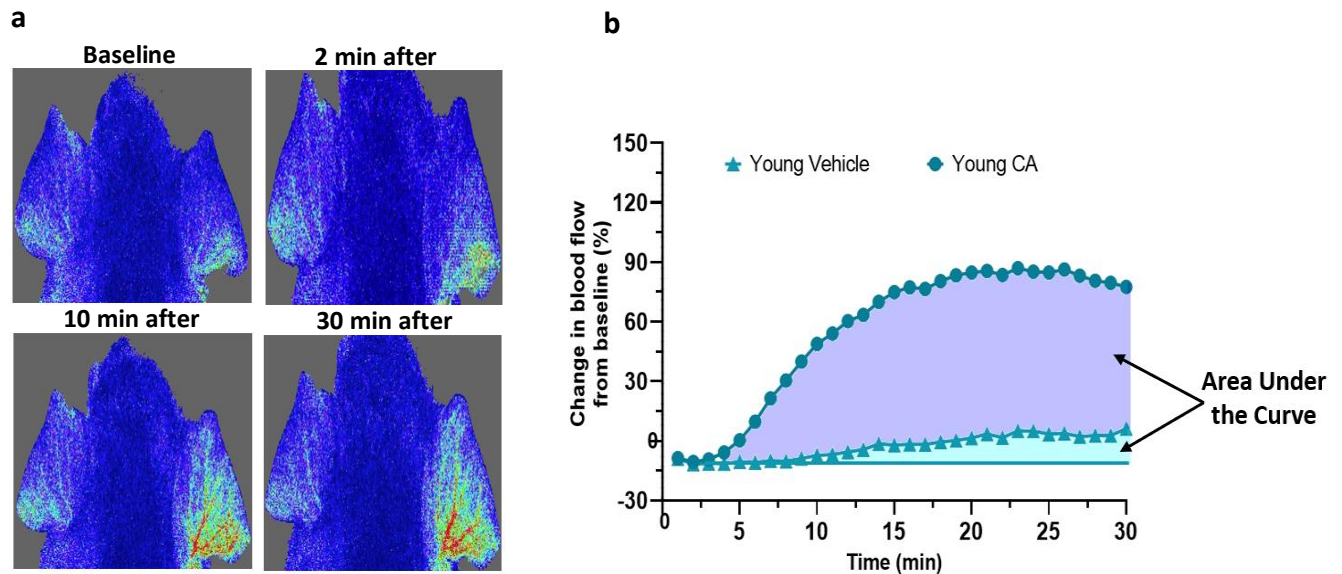 a
Baseline
2 min after
10 min after
30 min after
b
Change in blood flow
from baseline (%)
150
120
90
60
30
0
-30
Young Vehicle
Young CA
Area Under
the Curve
0 5 10 15 20 25 30
Time (min)